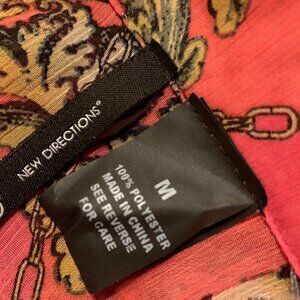 NEW DIRECTIONS®
M
100% POLYESTER
MADE IN CHINA
SEE REVERSE
FOR CARE